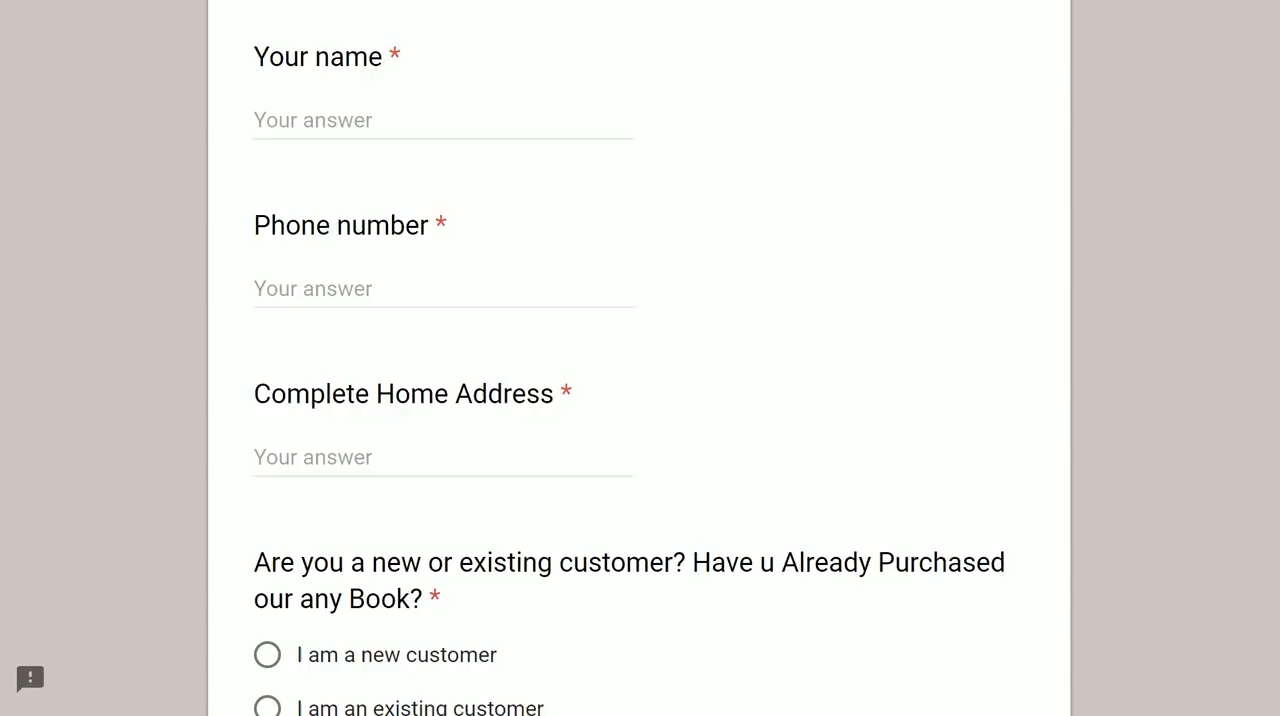 Your name *
Your answer
Phone number *
Your answer
Complete Home Address *
Your answer
Are you a new or existing customer? Have u Already Purchased
our any Book? *
I am a new customer
I am an existing customer